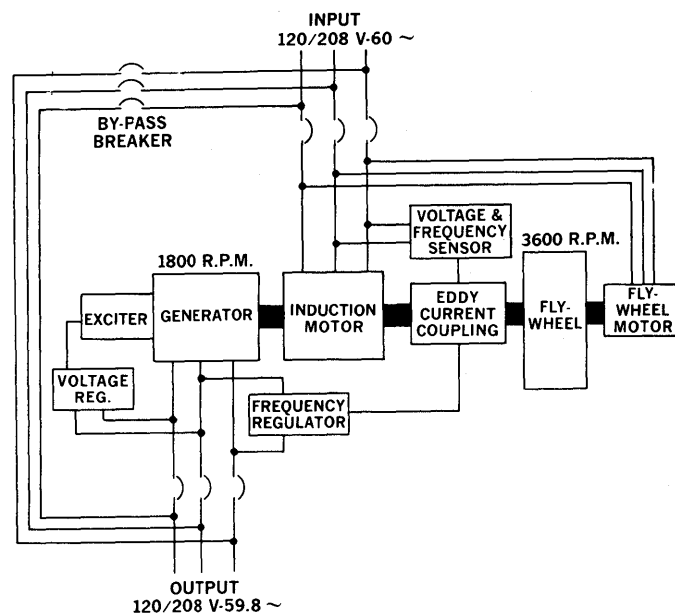 INPUT
120/208 V-60 ~
BY-PASS
BREAKER
VOLTAGE &
FREQUENCY
SENSOR
1800 R.P.M.
3600 R.P.M.
EXCITER
GENERATOR
INDUCTION
MOTOR
EDDY
CURRENT
COUPLING
FLY-
WHEEL
FLY-
WHEEL
MOTOR
VOLTAGE
REG.
FREQUENCY
REGULATOR
OUTPUT
120/208 V-59.8 ~